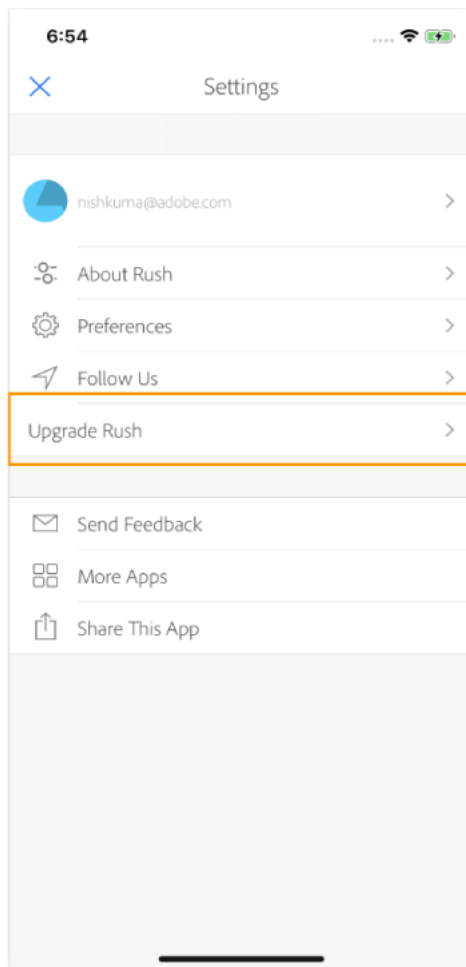 6:54
Settings
nishkuma@adobe.com
About Rush
Preferences
Follow Us
Upgrade Rush
Send Feedback
More Apps
Share This App